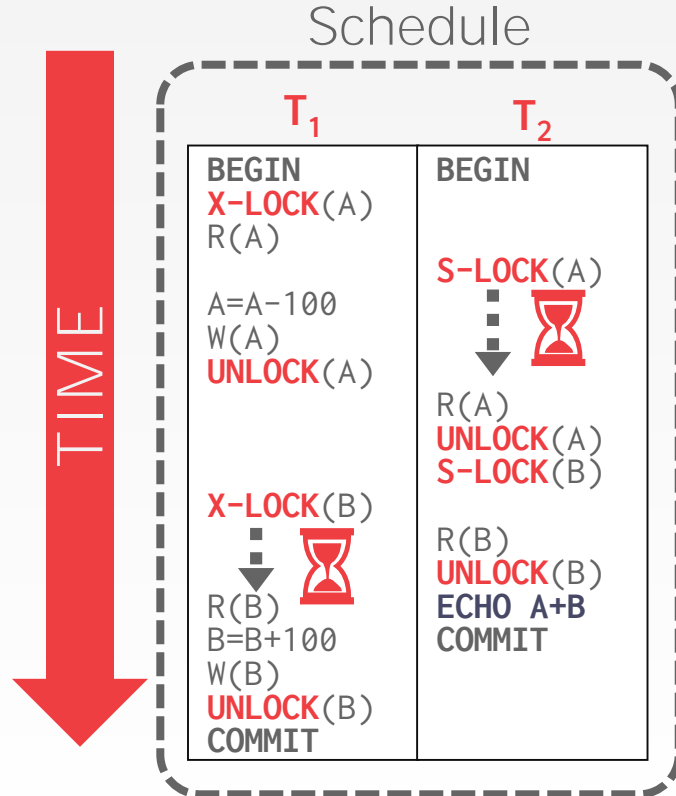 Schedule
TIME
T₁
T₂
BEGIN
X-LOCK(A)
R(A)
A=A-100
W(A)
UNLOCK(A)
X-LOCK(B)
R(B)
B=B+100
W(B)
UNLOCK(B)
COMMIT
BEGIN
S-LOCK(A)
R(A)
UNLOCK(A)
S-LOCK(B)
R(B)
UNLOCK(B)
ECHO A+B
COMMIT